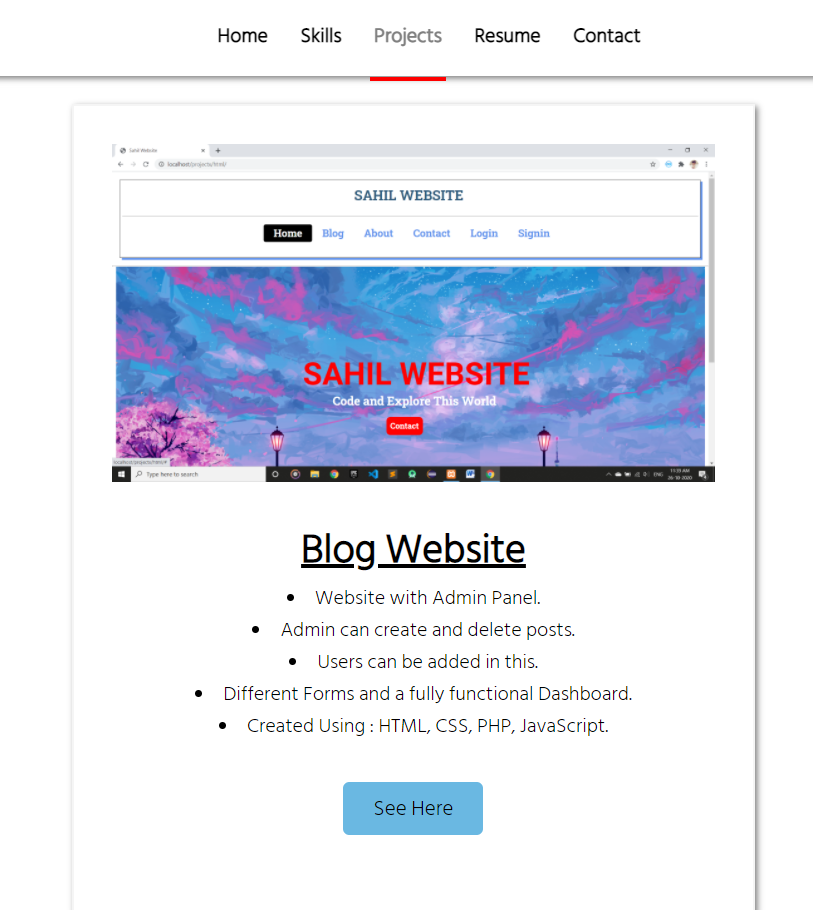 Home Skills Projects Resume Contact
Sahil Website
localhost/projects/html/
SAHIL WEBSITE
Home Blog About Contact Login Signin
SAHIL WEBSITE
Code and Explore This World
Contact
localhost/projects/html/#
Type here to search
ENG
11:39 AM
26-10-2020
Blog Website
• Website with Admin Panel.
• Admin can create and delete posts.
• Users can be added in this.
• Different Forms and a fully functional Dashboard.
• Created Using : HTML, CSS, PHP, JavaScript.
See Here